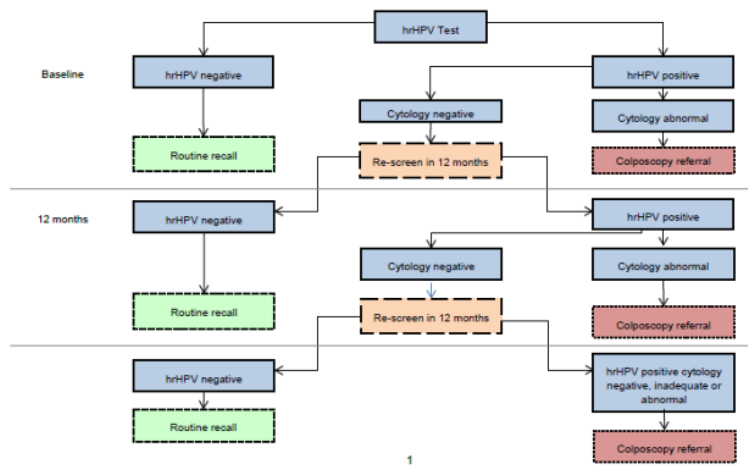 hrHPV Test
Baseline
hrHPV negative
hrHPV positive
Cytology negative
Cytology abnormal
Routine recall
Re-screen in 12 months
Colposcopy referral
12 months
hrHPV negative
hrHPV positive
Cytology negative
Cytology abnormal
Routine recall
Re-screen in 12 months
Colposcopy referral
hrHPV negative
hrHPV positive cytology
negative, inadequate or
abnormal
Routine recall
Colposcopy referral
1